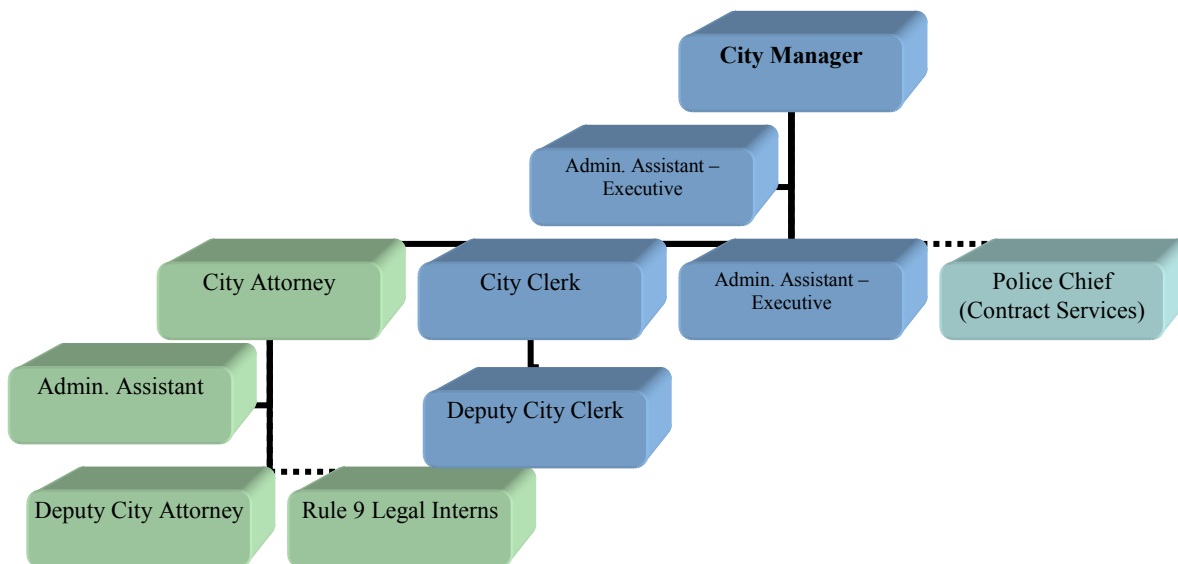 City Manager
Admin. Assistant –
Executive
City Attorney
City Clerk
Admin. Assistant –
Executive
Police Chief
(Contract Services)
Admin. Assistant
Deputy City Clerk
Deputy City Attorney
Rule 9 Legal Interns